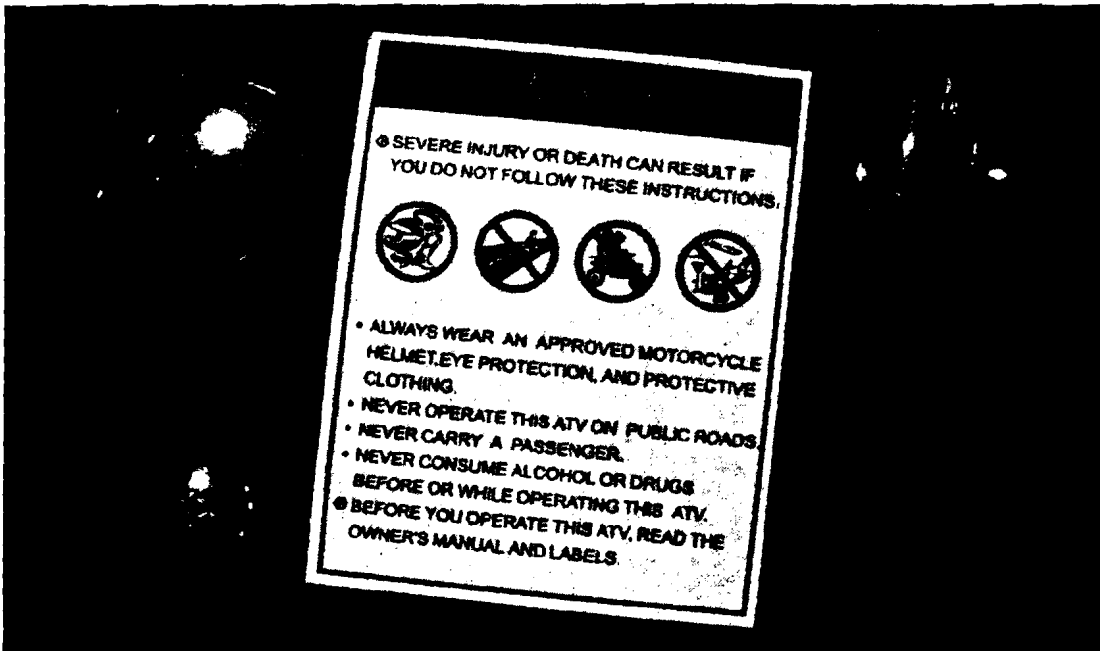 SEVERE INJURY OR DEATH CAN RESULT IF
YOU DO NOT FOLLOW THESE INSTRUCTIONS.
• ALWAYS WEAR AN APPROVED MOTORCYCLE
HELMET,EYE PROTECTION, AND PROTECTIVE
CLOTHING.
• NEVER OPERATE THIS ATV ON PUBLIC ROADS.
• NEVER CARRY A PASSENGER.
• NEVER CONSUME ALCOHOL OR DRUGS
BEFORE OR WHILE OPERATING THIS ATV.
BEFORE YOU OPERATE THIS ATV, READ THE
OWNER'S MANUAL AND LABELS.